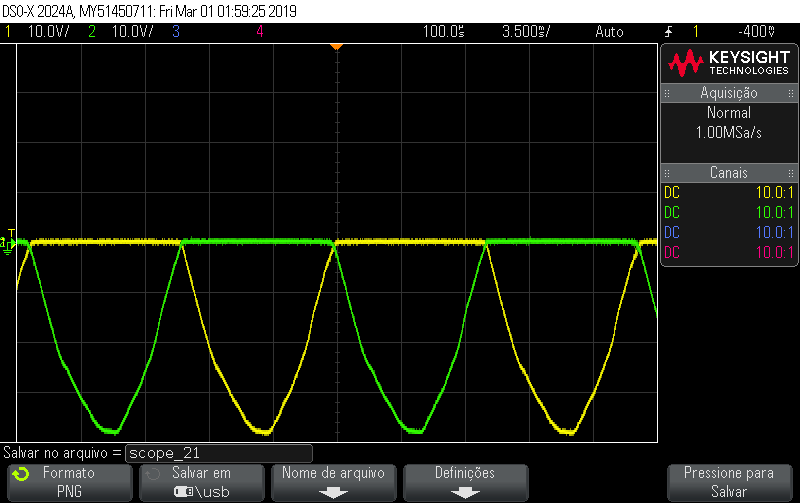 DSO-X 2024A, MY51450711: Fri Mar 01 01:59:25 2019
1 10.0V/ 2 10.0V/ 3 4 100.0s 3.500s/ Auto 1 -400V
KEYSIGHT
TECHNOLOGIES
Aquisição
Normal
1.00MSa/s
Canais
DC 10.0:1
DC 10.0:1
DC 10.0:1
DC 10.0:1
T
2
Salvar no arquivo = scope_21
Formato
PNG
Salvar em
\usb
Nome de arquivo
Definições
Pressione para
Salvar